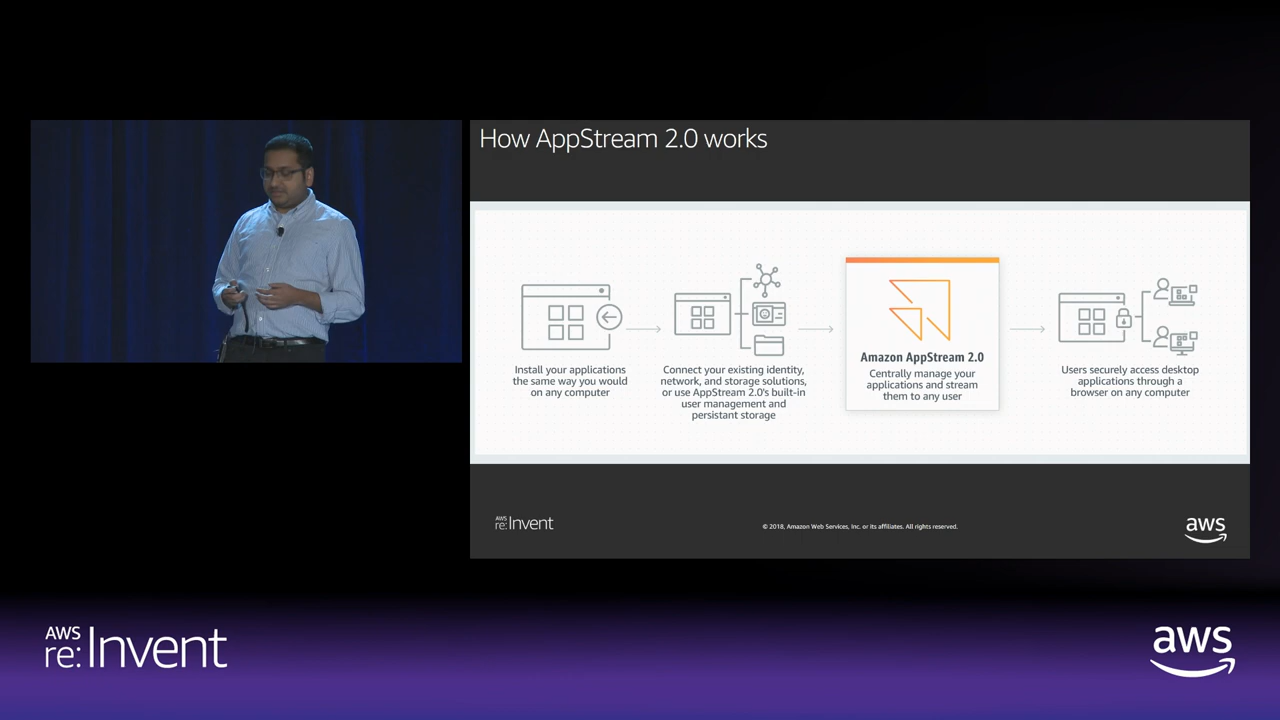 How AppStream 2.0 works
Install your applications
the same way you would
on any computer
Connect your existing identity,
network, and storage solutions,
or use AppStream 2.0's built-in
user management and
persistant storage
Amazon AppStream 2.0
Centrally manage your
applications and stream
them to any user
Users securely access desktop
applications through a
browser on any computer
AWS
re:Invent
© 2018, Amazon Web Services, Inc. or its affiliates. All rights reserved.
aws
AWS
re:Invent
aws